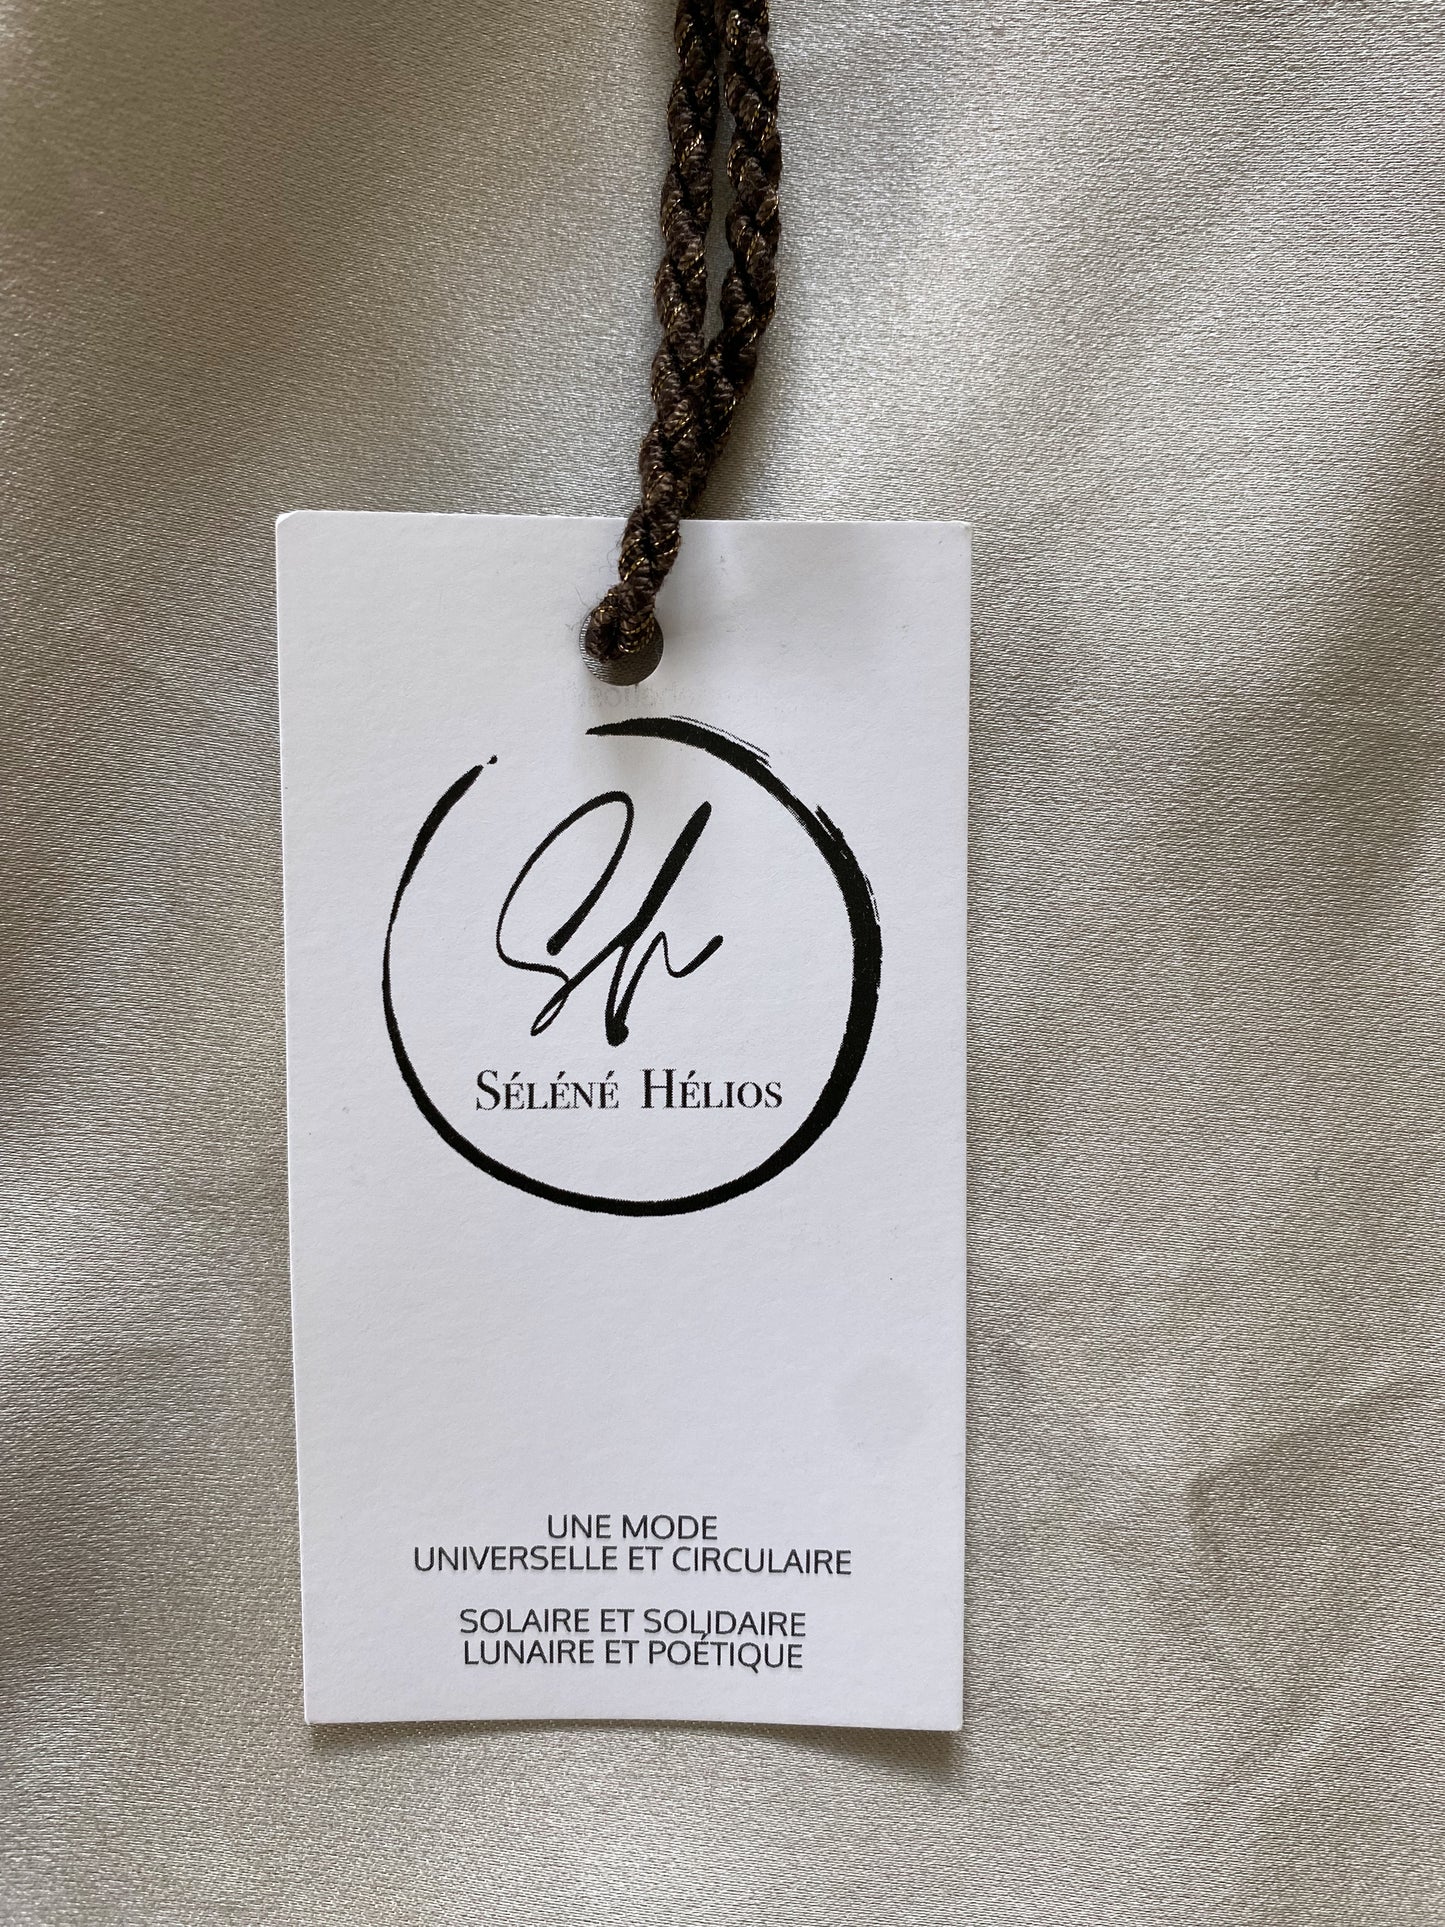 Sh
SÉLÉNÉ HÉLIOS
UNE MODE
UNIVERSELLE ET CIRCULAIRE
SOLAIRE ET SOLIDAIRE
LUNAIRE ET POÉTIQUE